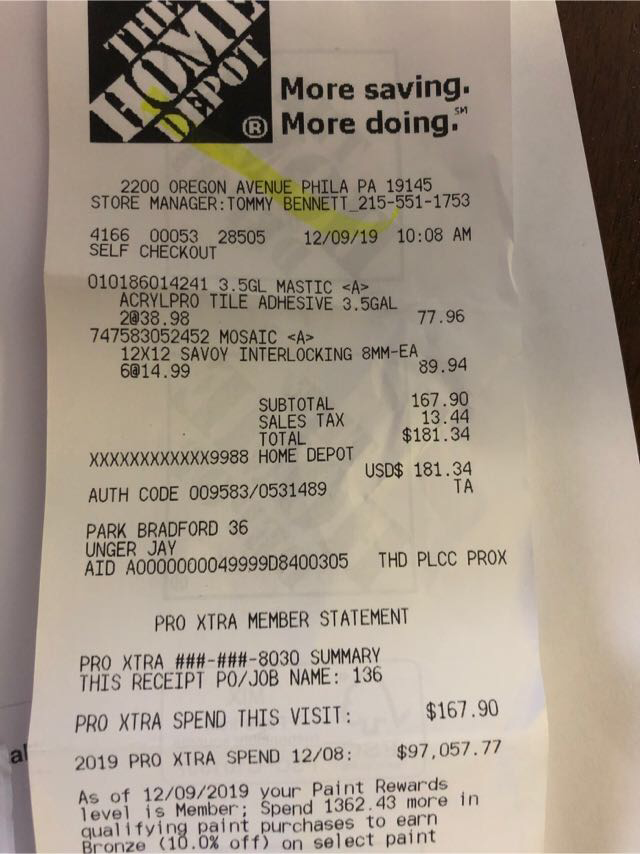 THE
HOME
DEPOT
®
More saving.
More doing.℠
2200 OREGON AVENUE PHILA PA 19145
STORE MANAGER:TOMMY BENNETT_215-551-1753
4166 00053 28505 12/09/19 10:08 AM
SELF CHECKOUT
010186014241 3.5GL MASTIC <A>
ACRYLPRO TILE ADHESIVE 3.5GAL
2@38.98 77.96
747583052452 MOSAIC <A>
12X12 SAVOY INTERLOCKING 8MM-EA
6@14.99 89.94
SUBTOTAL 167.90
SALES TAX 13.44
TOTAL $181.34
XXXXXXXXXXXX9988 HOME DEPOT
USD$ 181.34
AUTH CODE 009583/0531489 TA
PARK BRADFORD 36
UNGER JAY
AID A0000000049999D8400305 THD PLCC PROX
PRO XTRA MEMBER STATEMENT
PRO XTRA ###-###-8030 SUMMARY
THIS RECEIPT PO/JOB NAME: 136
PRO XTRA SPEND THIS VISIT: $167.90
2019 PRO XTRA SPEND 12/08: $97,057.77
As of 12/09/2019 your Paint Rewards
level is Member; Spend 1362.43 more in
qualifying paint purchases to earn
Bronze (10.0% off) on select paint